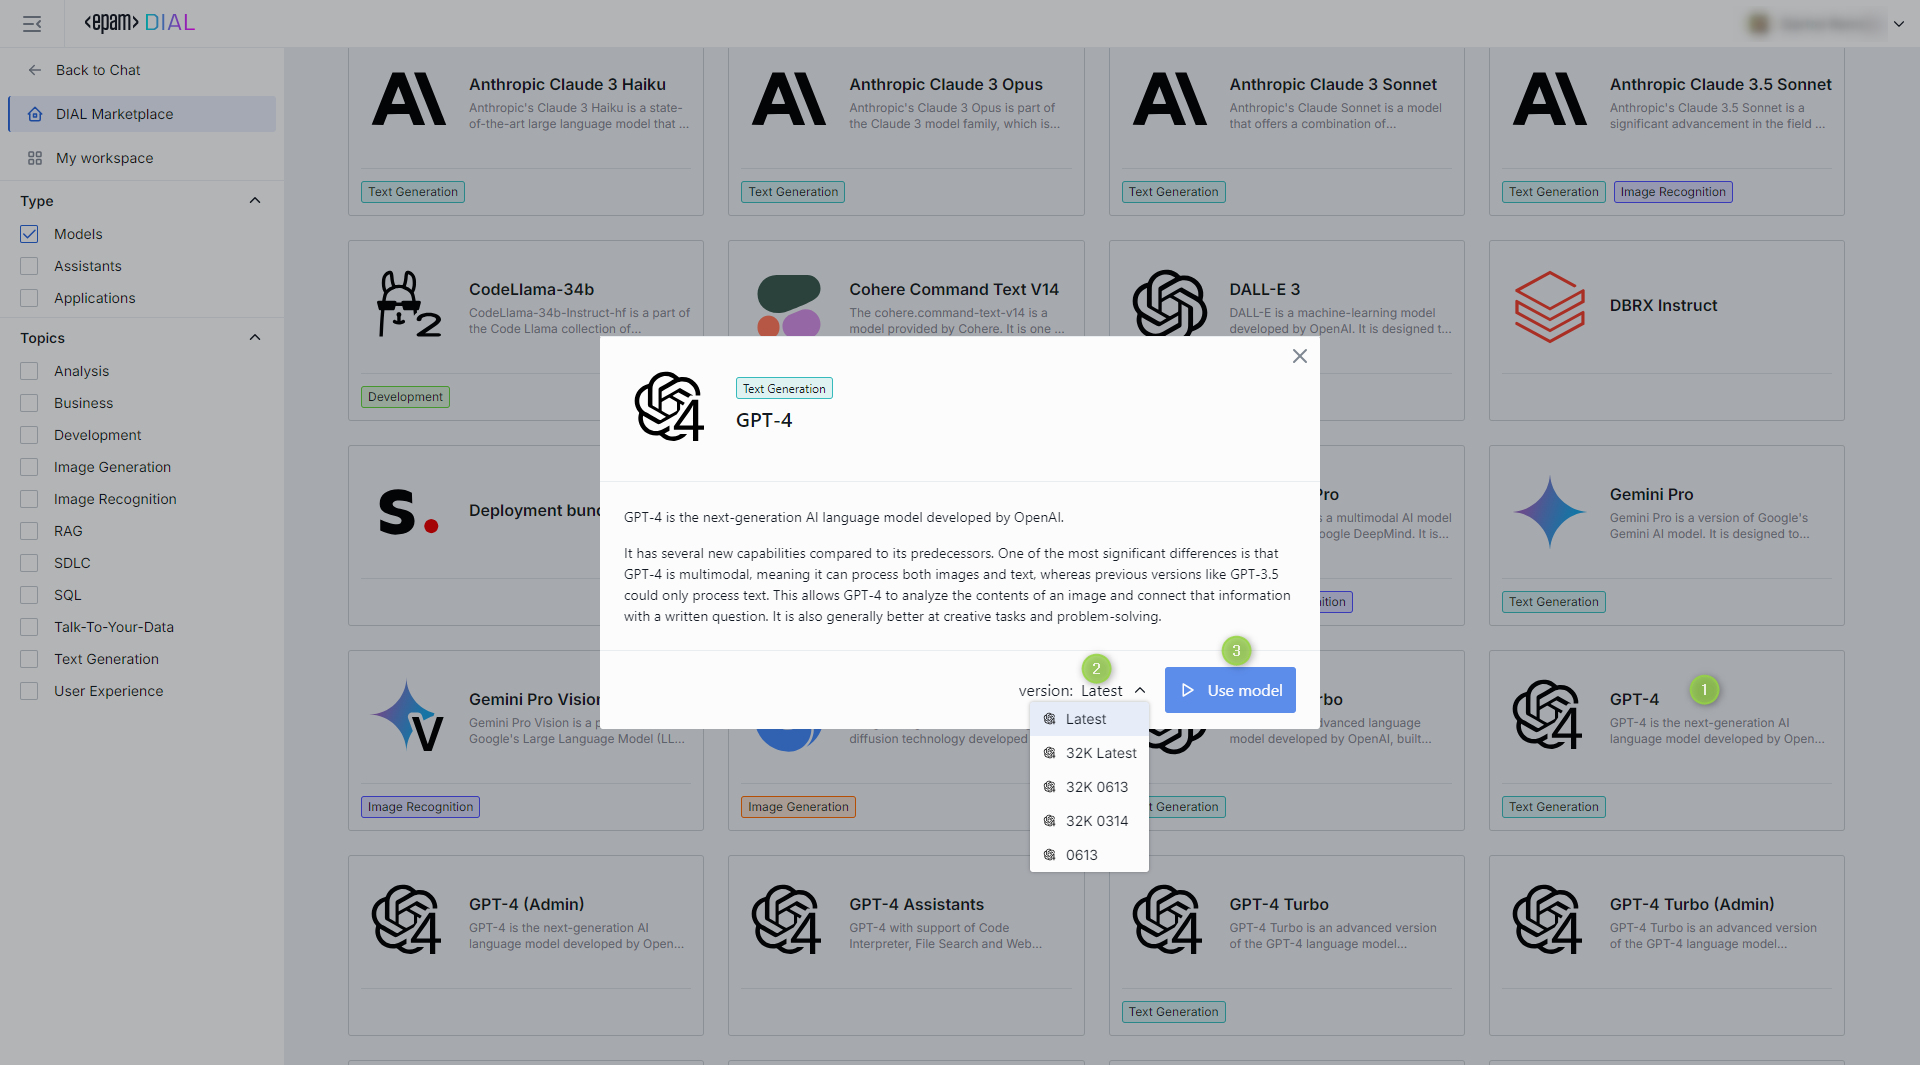 <epam> DIAL
Back to Chat
DIAL Marketplace
My workspace
Type
Models
Assistants
Applications
Topics
Analysis
Business
Development
Image Generation
Image Recognition
RAG
SDLC
SQL
Talk-To-Your-Data
Text Generation
User Experience
Anthropic Claude 3 Haiku
Anthropic's Claude 3 Haiku is a state-
of-the-art large language model that ...
Text Generation
Anthropic Claude 3 Opus
Anthropic's Claude 3 Opus is part of
the Claude 3 model family, which is...
Text Generation
Anthropic Claude 3 Sonnet
Anthropic's Claude Sonnet is a model
that offers a combination of...
Text Generation
Anthropic Claude 3.5 Sonnet
Anthropic's Claude 3.5 Sonnet is a
significant advancement in the field ...
Text Generation
Image Recognition
2
CodeLlama-34b
CodeLlama-34b-Instruct-hf is a part of
the Code Llama collection of...
Development
Cohere Command Text V14
The cohere.command-text-v14 is a
model provided by Cohere. It is one ...
DALL-E 3
DALL-E is a machine-learning model
developed by OpenAI. It is designed t...
DBRX Instruct
S.
Deployment
Gemini Pro
Gemini Pro is a version of Google's
Gemini AI model. It is designed to...
Text Generation
a multimodal AI model
DeepMind. It is...
4
Text Generation
GPT-4
GPT-4 is the next-generation AI language model developed by OpenAI.
It has several new capabilities compared to its predecessors. One of the most significant differences is that
GPT-4 is multimodal, meaning it can process both images and text, whereas previous versions like GPT-3.5
could only process text. This allows GPT-4 to analyze the contents of an image and connect that information
with a written question. It is also generally better at creative tasks and problem-solving.
2
3
version: Latest
Use model
Latest
32K Latest
32K 0613
32K 0314
0613
V
Gemini Pro Vision
Gemini Pro Vision is a
Google's Large Language Model (LL...
Image Recognition
diffusion technology developed
Image Generation
language
model developed by OpenAI, built...
Generation
4
GPT-4
1
GPT-4 is the next-generation AI
language model developed by Open...
Text Generation
4
GPT-4 (Admin)
GPT-4 is the next-generation AI
language model developed by Open...
4
GPT-4 Assistants
GPT-4 with support of Code
Interpreter, File Search and Web...
4
GPT-4 Turbo
GPT-4 Turbo is an advanced version
of the GPT-4 language model...
Text Generation
4
GPT-4 Turbo (Admin)
GPT-4 Turbo is an advanced version
of the GPT-4 language model...